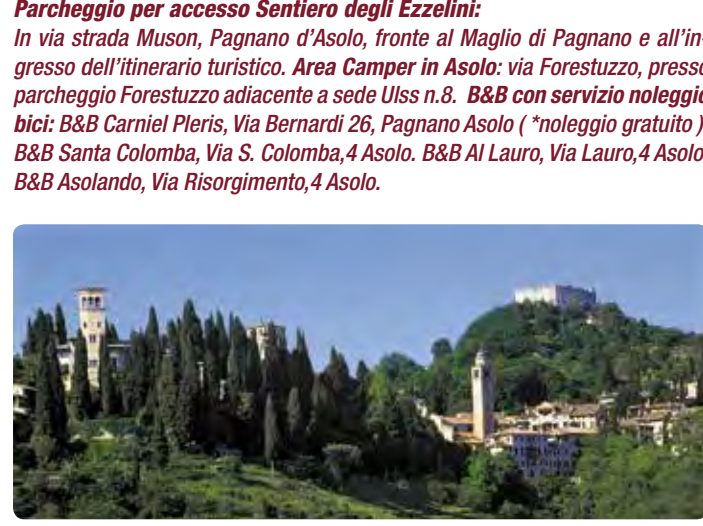 Parcheggio per accesso Sentiero degli Ezzelini:
In via strada Muson, Pagnano d'Asolo, fronte al Maglio di Pagnano e all'in-
gresso dell'itinerario turistico. Area Camper in Asolo: via Forestuzzo, presso
parcheggio Forestuzzo adiacente a sede Ulss n.8. B&B con servizio noleggio
bici: B&B Carniel Pleris, Via Bernardi 26, Pagnano Asolo ( *noleggio gratuito )
B&B Santa Colomba, Via S. Colomba,4 Asolo. B&B Al Lauro, Via Lauro,4 Asolo
B&B Asolando, Via Risorgimento,4 Asolo.